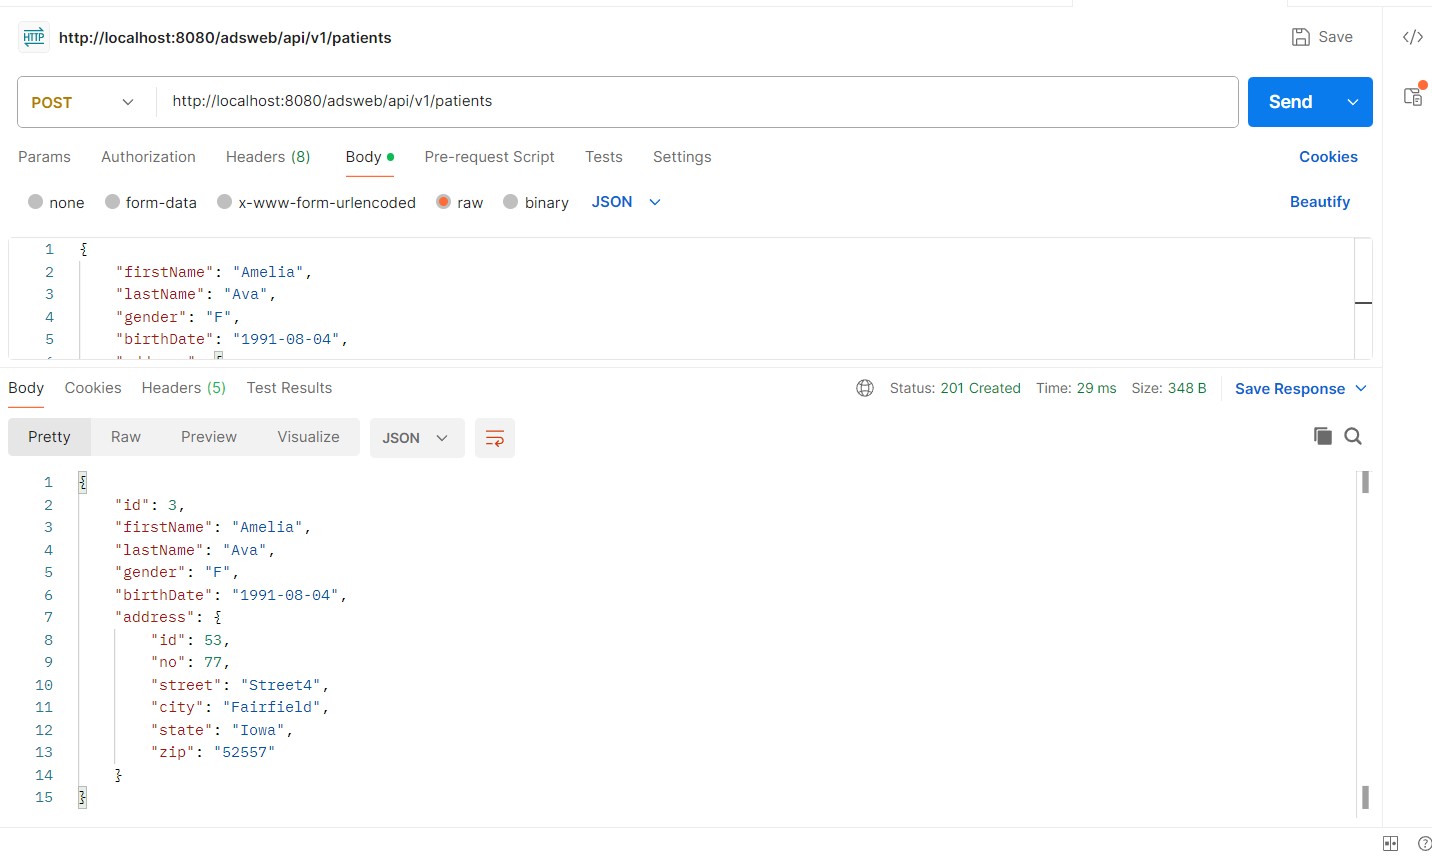 HTTP http://localhost:8080/adsweb/api/v1/patients Save </>
POST http://localhost:8080/adsweb/api/v1/patients Send
Params Authorization Headers (8) Body Pre-request Script Tests Settings Cookies
none form-data x-www-form-urlencoded raw binary JSON Beautify
1 {
2 "firstName": "Amelia",
3 "lastName": "Ava",
4 "gender": "F",
5 "birthDate": "1991-08-04",
Body Cookies Headers (5) Test Results Status: 201 Created Time: 29 ms Size: 348 B Save Response
Pretty Raw Preview Visualize JSON
1 {
2 "id": 3,
3 "firstName": "Amelia",
4 "lastName": "Ava",
5 "gender": "F",
6 "birthDate": "1991-08-04",
7 "address": {
8 "id": 53,
9 "no": 77,
10 "street": "Street4",
11 "city": "Fairfield",
12 "state": "Iowa",
13 "zip": "52557"
14 }
15 }